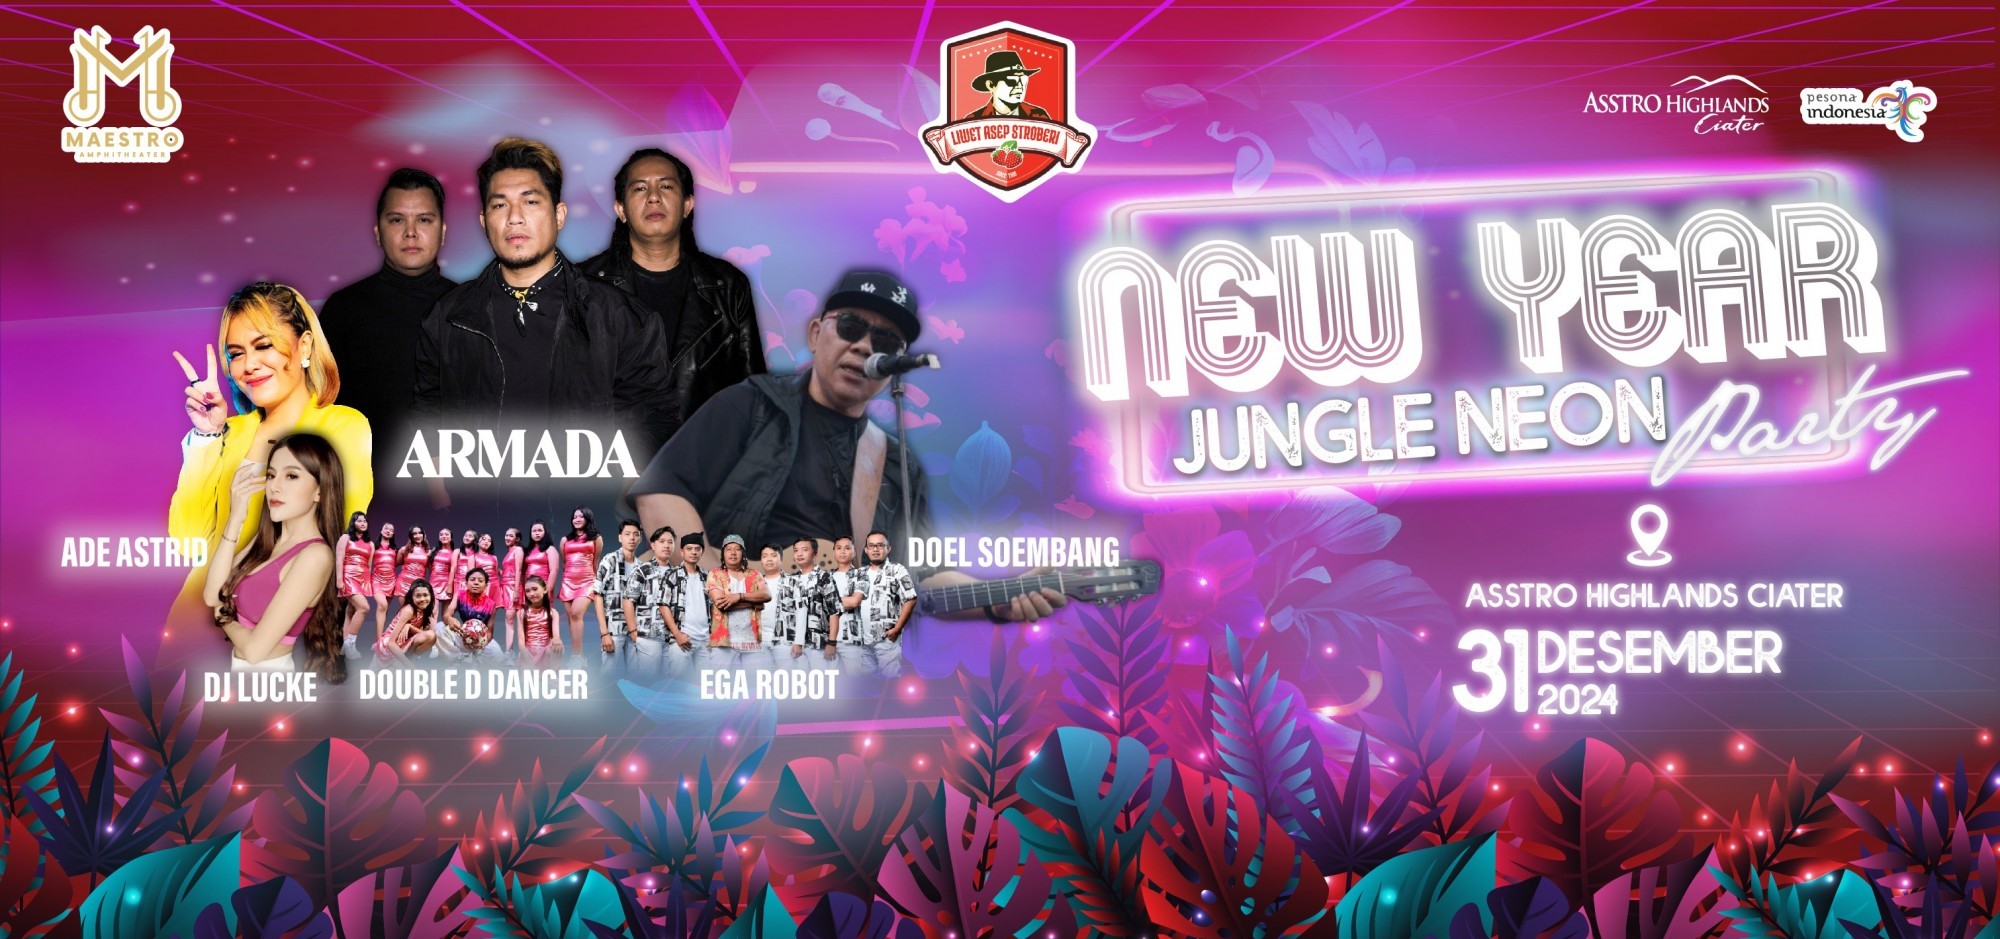 MAESTRO
AMPHITHEATER
LIWET ASEP STROBERI
ASSTRO HIGHLANDS
Ciater
pesona
indonesia
NEW YEAR
JUNGLE NEON Party
ARMADA
ADE ASTRID
DOEL SOEMBANG
DJ LUCKE
DOUBLE D DANCER
EGA ROBOT
ASSTRO HIGHLANDS CIATER
31 DESEMBER
2024